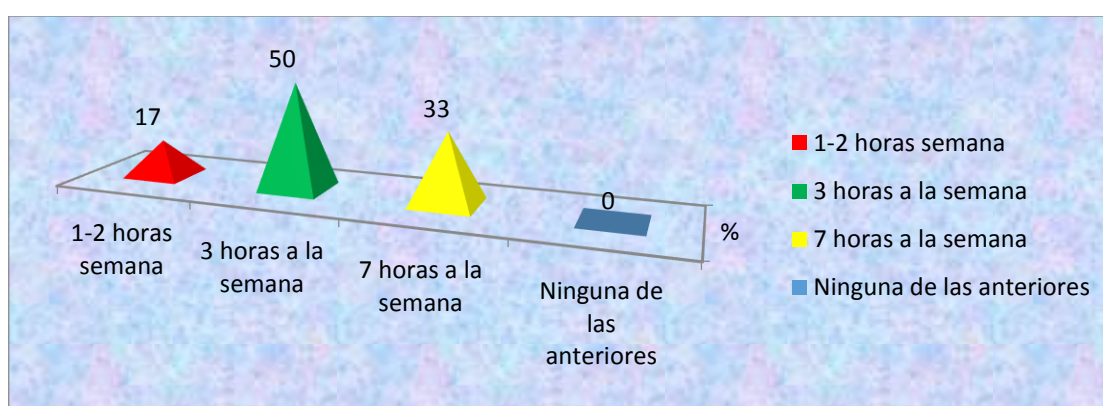 50
17
33
0
1-2 horas
semana
3 horas a la
semana
7 horas a la
semana
Ninguna de
las
anteriores
%
1-2 horas semana
3 horas a la semana
7 horas a la semana
Ninguna de las anteriores